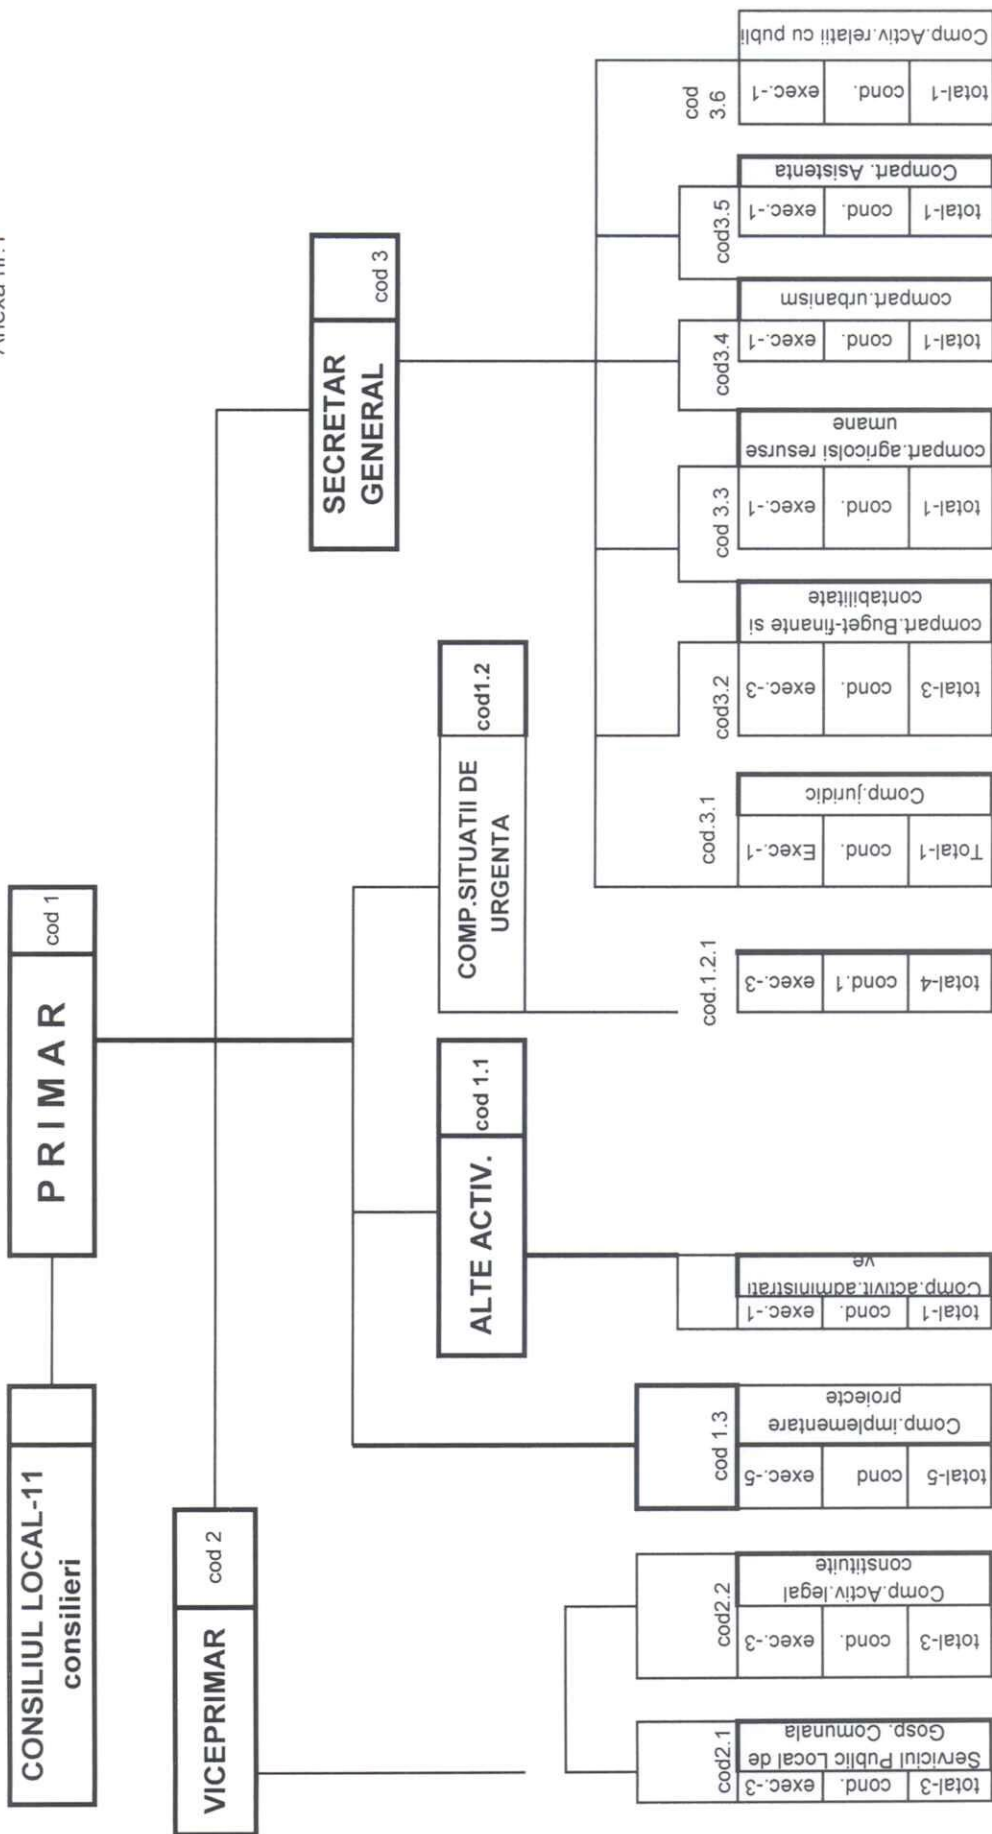 Anexa nr.1
CONSILIUL LOCAL-11
consilieri
P R I M A R
cod 1
VICEPRIMAR
cod 2
SECRETAR
GENERAL
cod 3
ALTE ACTIV.
cod 1.1
COMP.SITUATII DE
URGENTA
cod1.2
cod2.1
Serviciul Public Local de
Gosp. Comunala
total-3
cond.
exec.-3
cod2.2
Comp.Activ.legal
constituite
total-3
cond.
exec.-3
cod 1.3
Comp.implementare
proiecte
total-5
cond
exec.-5
Comp.activit.administrati
ve
total-1
cond.
exec.-1
cod.1.2.1
total-4
cond.1
exec.-3
cod.3.1
Comp.juridic
Total-1
cond.
Exec.-1
cod3.2
compart.Buget-finante si
contabilitate
total-3
cond.
exec.-3
cod 3.3
compart.agricolsi resurse
umane
total-1
cond.
exec.-1
cod3.4
compart.urbanism
total-1
cond.
exec.-1
cod3.5
Compart. Asistenta
total-1
cond.
exec.-1
cod
3.6
Comp.Activ.relatii cu publi
total-1
cond.
exec.-1